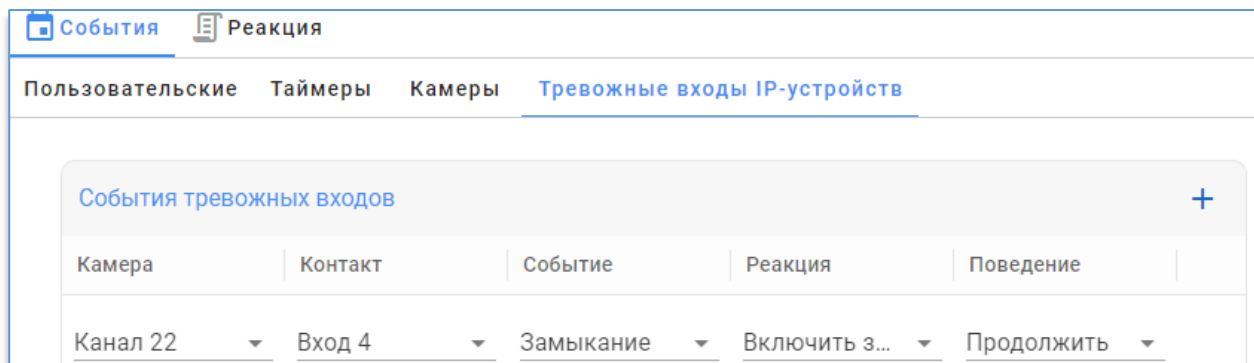 События Реакция
Пользовательские Таймеры Камеры Тревожные входы IP-устройств
События тревожных входов +
Камера Контакт Событие Реакция Поведение
Канал 22 Вход 4 Замыкание Включить з... Продолжить